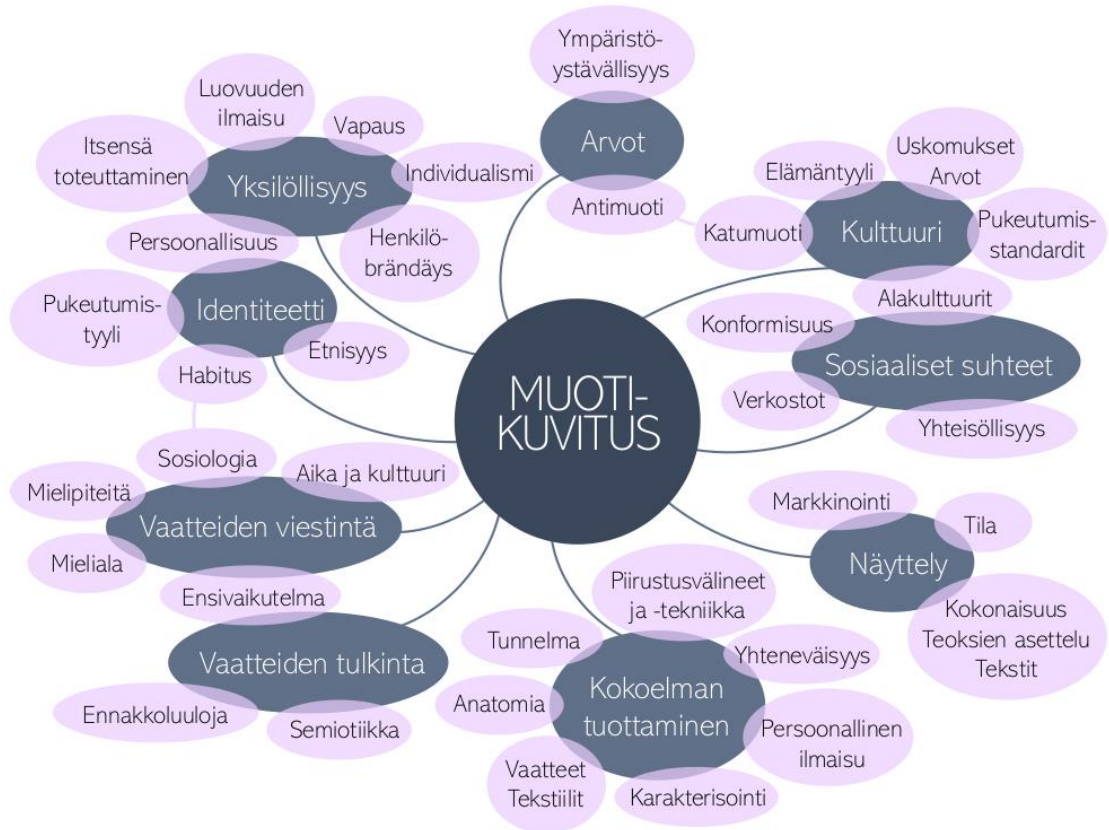 Ympäristö-
ystävällisyys
Arvot
Antimuoti
Luovuuden
ilmaisu
Vapaus
Itsensä
toteuttaminen
Yksilöllisyys
Individualismi
Persoonallisuus
Henkilö-
brändäys
Uskomukset
Arvot
Elämäntyyli
Katumuoti
Kulttuuri
Pukeutumis-
standardit
Alakulttuurit
Pukeutumis-
tyyli
Identiteetti
Etnisyys
Habitus
Konformisuus
Sosiaaliset suhteet
Verkostot
Yhteisöllisyys
MUOTI-
KUVITUS
Sosiologia
Aika ja kulttuuri
Mielipiteitä
Vaatteiden viestintä
Mieliala
Ensivaikutelma
Vaatteiden tulkinta
Ennakkoluuloja
Semiotiikka
Markkinointi
Tila
Näyttely
Kokonaisuus
Teoksien asettelu
Tekstit
Piirustusvälineet
ja -tekniikka
Tunnelma
Yhteneväisyys
Kokoelman
tuottaminen
Anatomia
Persoonallinen
ilmaisu
Vaatteet
Tekstiilit
Karakterisointi